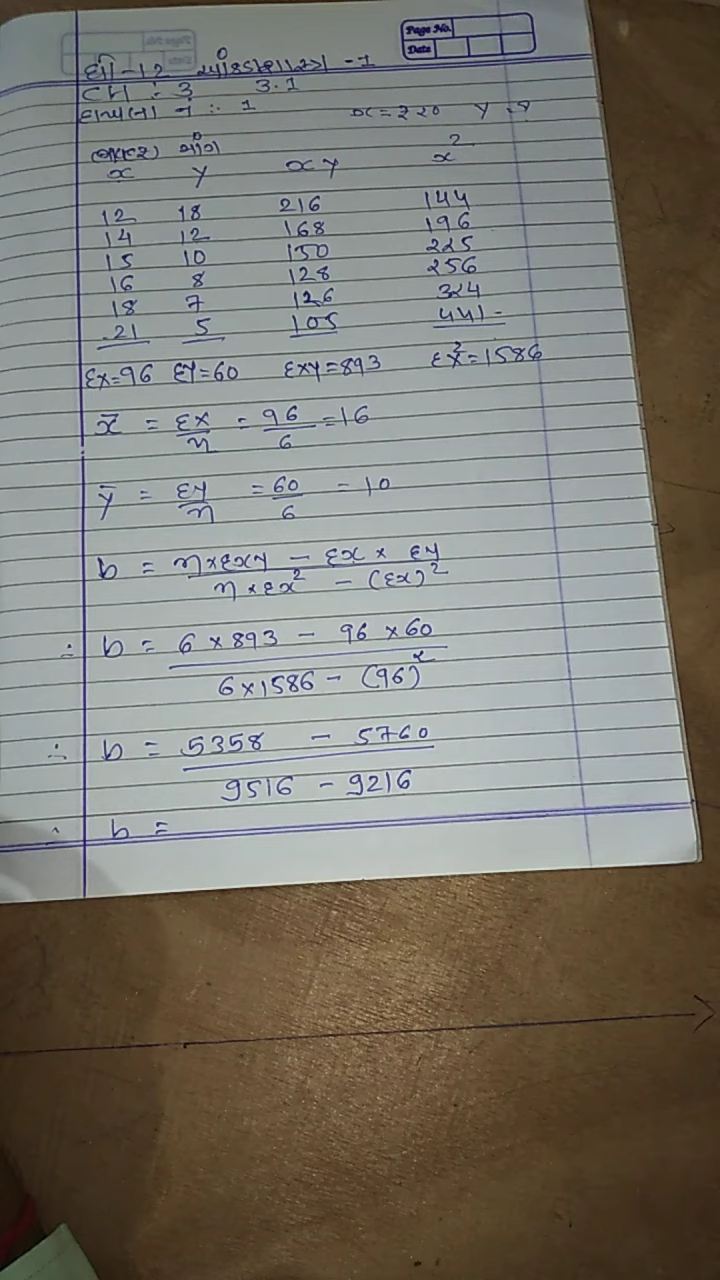 Page No.
Date
ધો-12 આંકડાશાસ્ત્ર -1
CH : 3 3.1
દાખલા નં :- 1 x = ₹20 Y = ?
માંગ
x y xy x²
12 18 216 144
14 12 168 196
15 10 150 225
16 8 128 256
18 7 126 324
21 5 105 441
Σx=96 Σy=60 Σxy=893 Σx²=1586
x̄ = Σx/n = 96/6 = 16
ȳ = Σy/n = 60/6 = 10
b = n×Σxy - Σx × Σy / n×Σx² - (Σx)²
∴ b = 6×893 - 96×60 / 6×1586 - (96)²
∴ b = 5358 - 5760 / 9516 - 9216
∴ b =